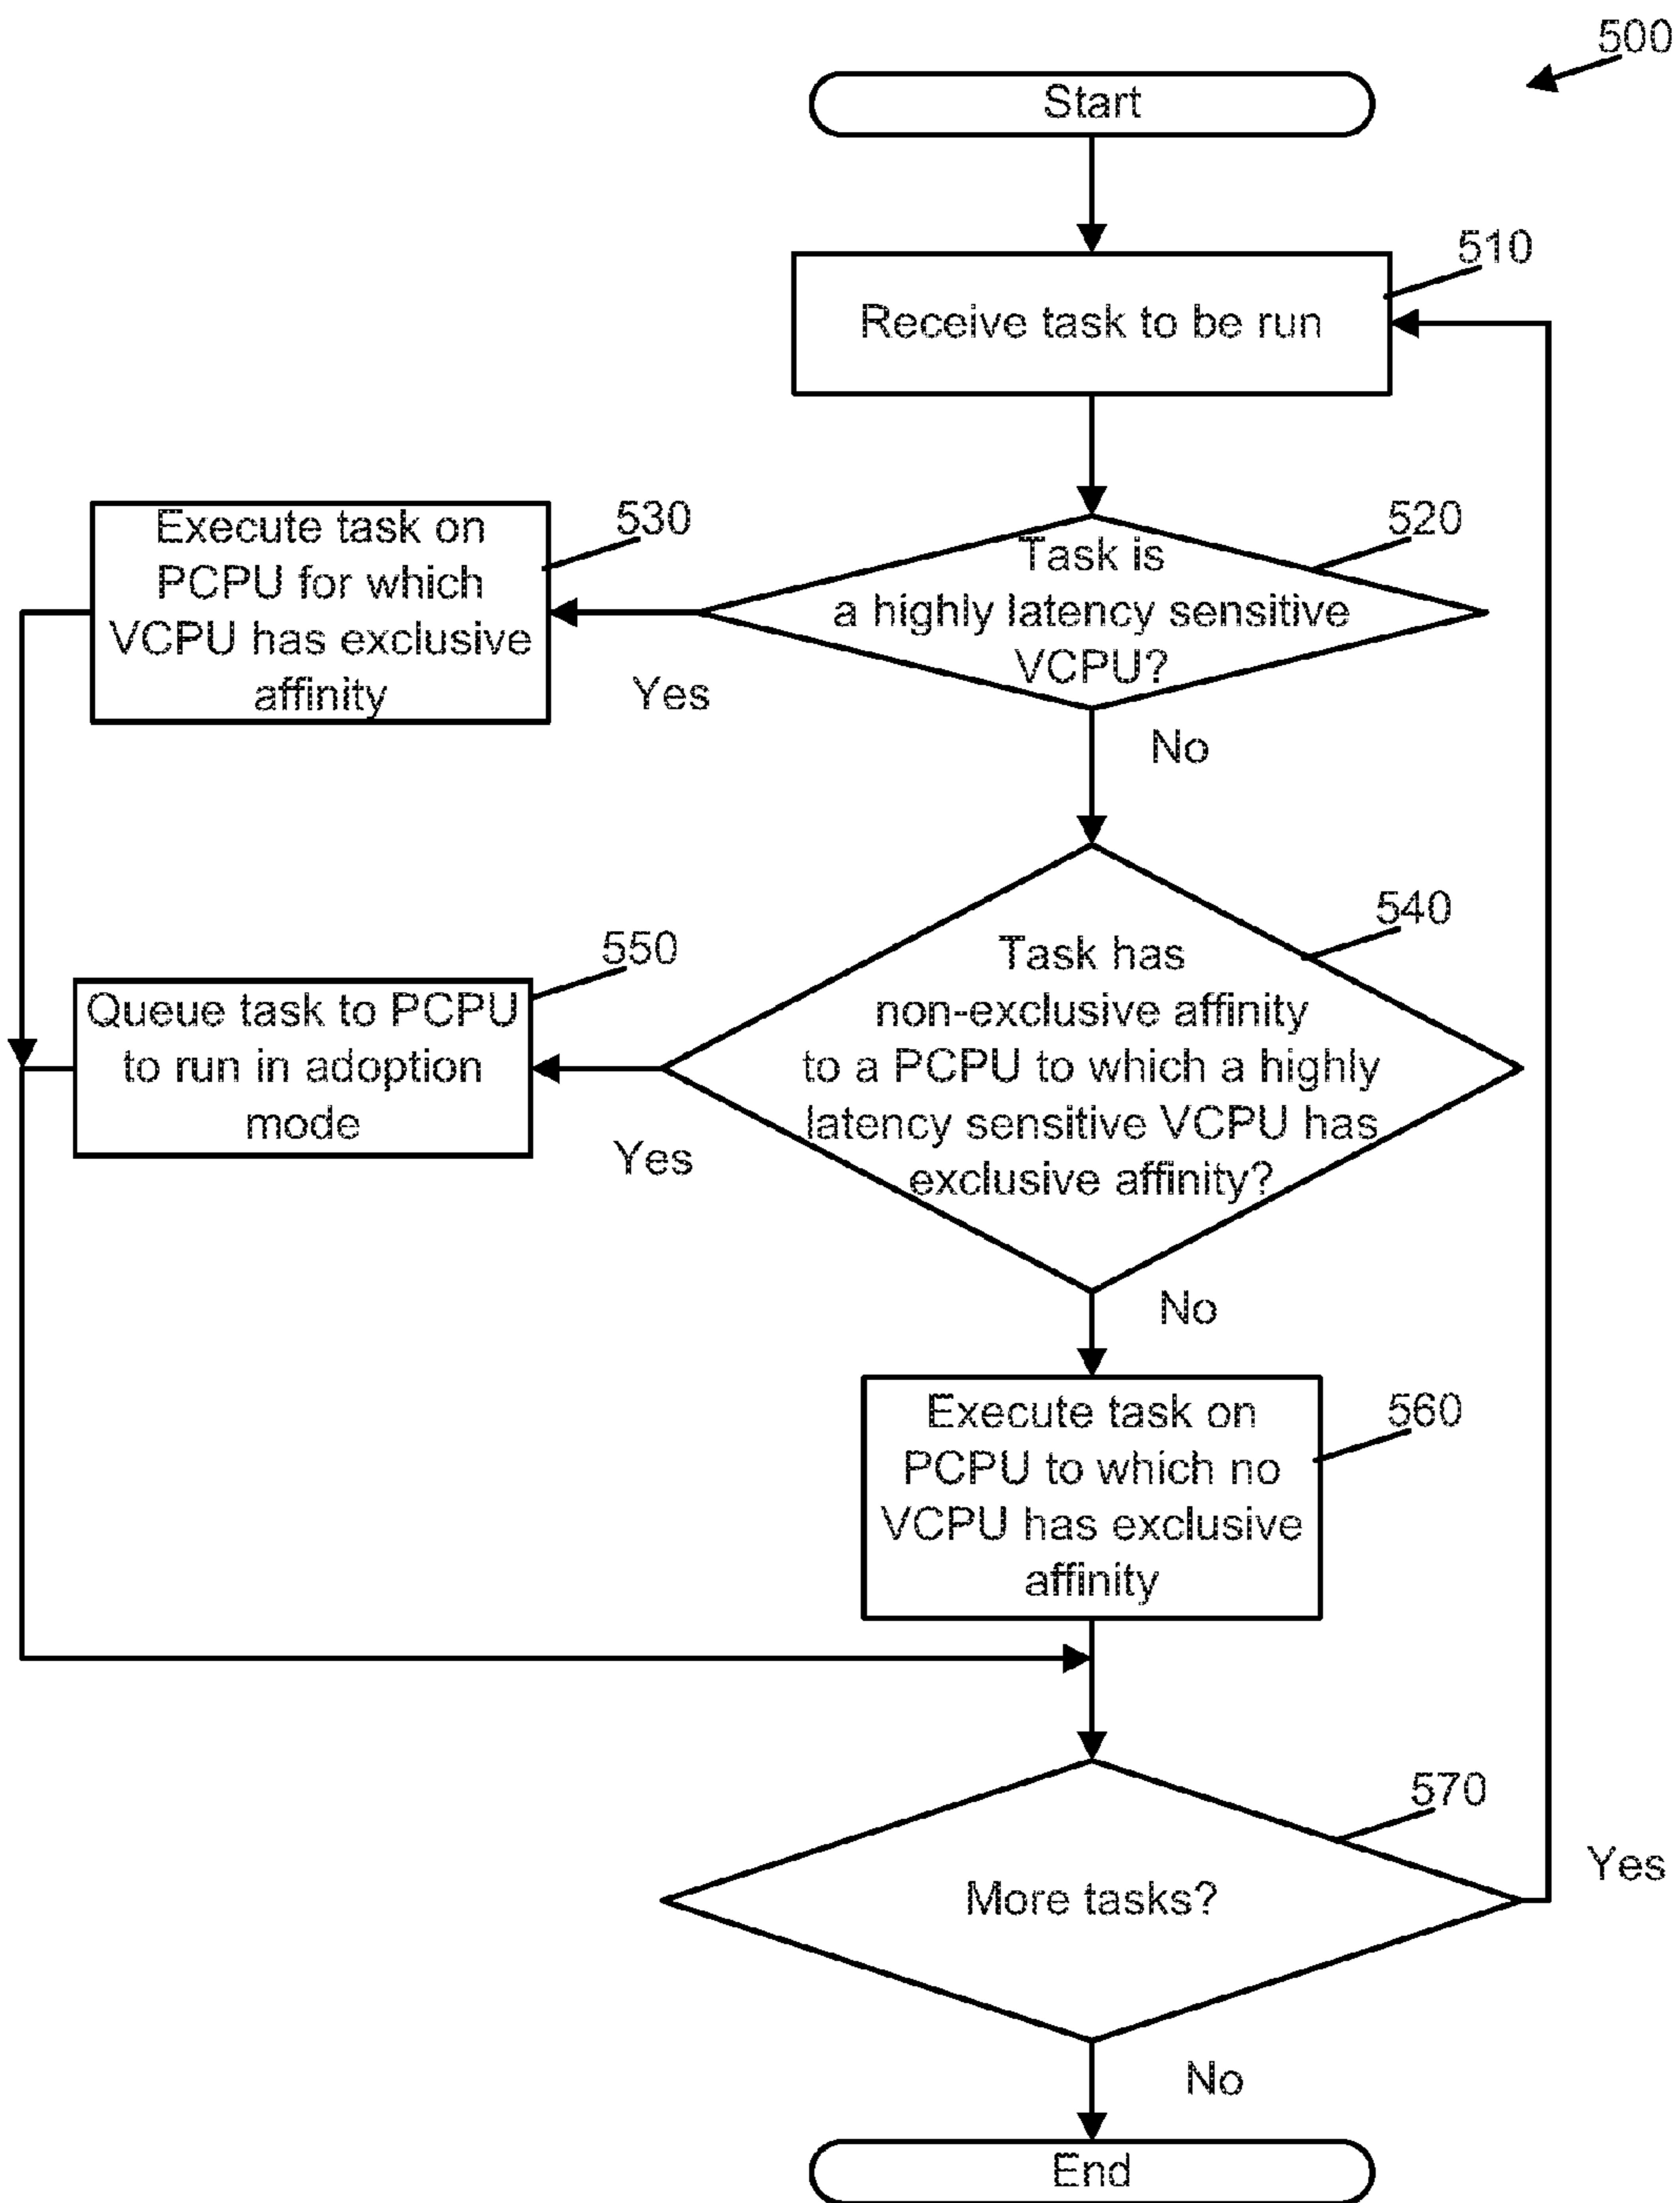 500
Start
510
Receive task to be run
520
Task is
a highly latency sensitive
VCPU?
530
Execute task on
PCPU for which
VCPU has exclusive
affinity
Yes
No
540
Task has
non-exclusive affinity
to a PCPU to which a highly
latency sensitive VCPU has
exclusive affinity?
550
Queue task to PCPU
to run in adoption
mode
Yes
No
560
Execute task on
PCPU to which no
VCPU has exclusive
affinity
570
More tasks?
Yes
No
End